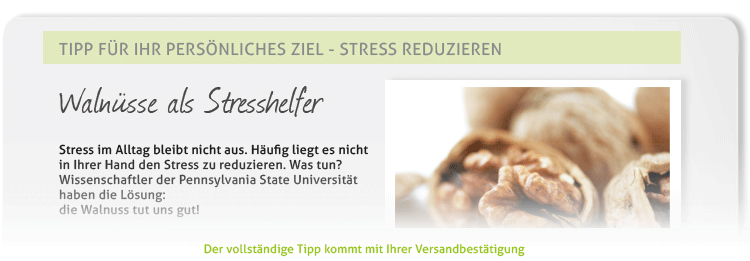 TIPP FÜR IHR PERSÖNLICHES ZIEL - STRESS REDUZIEREN
Walnüsse als Stresshelfer
Stress im Alltag bleibt nicht aus. Häufig liegt es nicht
in Ihrer Hand den Stress zu reduzieren. Was tun?
Wissenschaftler der Pennsylvania State Universität
haben die Lösung:
die Walnuss tut uns gut!
Der vollständige Tipp kommt mit Ihrer Versandbestätigung